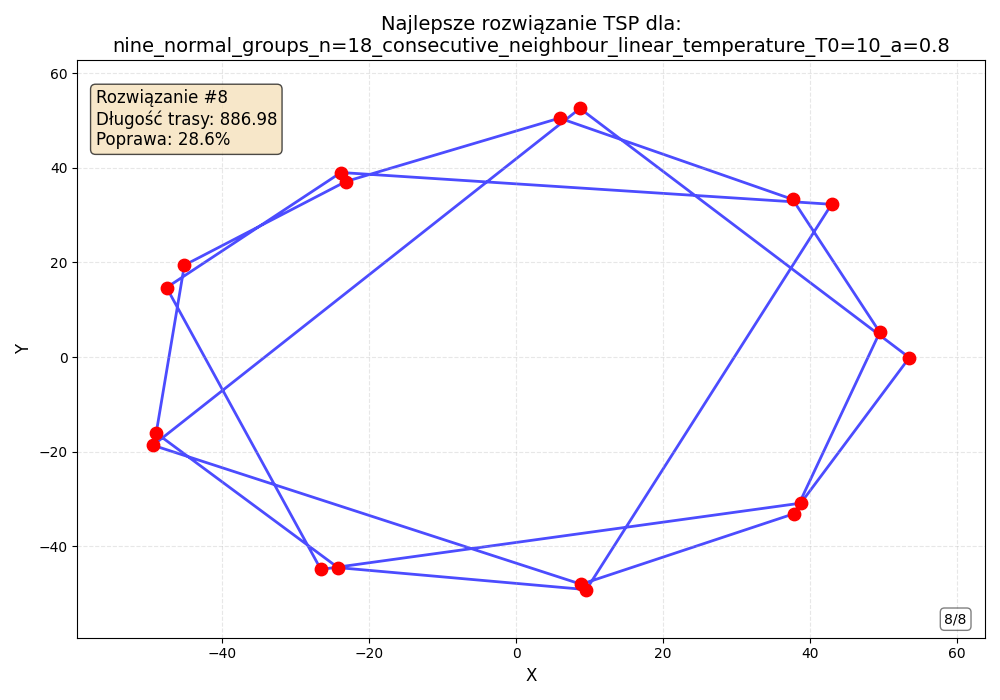 Najlepsze rozwiązanie TSP dla:
nine_normal_groups_n=18_consecutive_neighbour_linear_temperature_T0=10_a=0.8
Rozwiązanie #8
Długość trasy: 886.98
Poprawa: 28.6%
60
40
20
0
−20
−40
Y
−40
−20
0
20
40
60
X
8/8